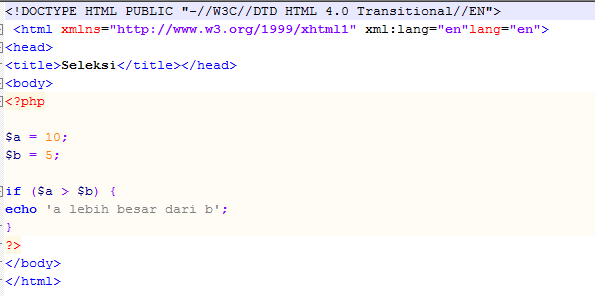 <!DOCTYPE HTML PUBLIC "-//W3C//DTD HTML 4.0 Transitional//EN">
<html xmlns="http://www.w3.org/1999/xhtml1" xml:lang="en"lang="en">
<head>
<title>Seleksi</title></head>
<body>
<?php
$a = 10;
$b = 5;
if ($a > $b) {
echo 'a lebih besar dari b';
}
?>
</body>
</html>